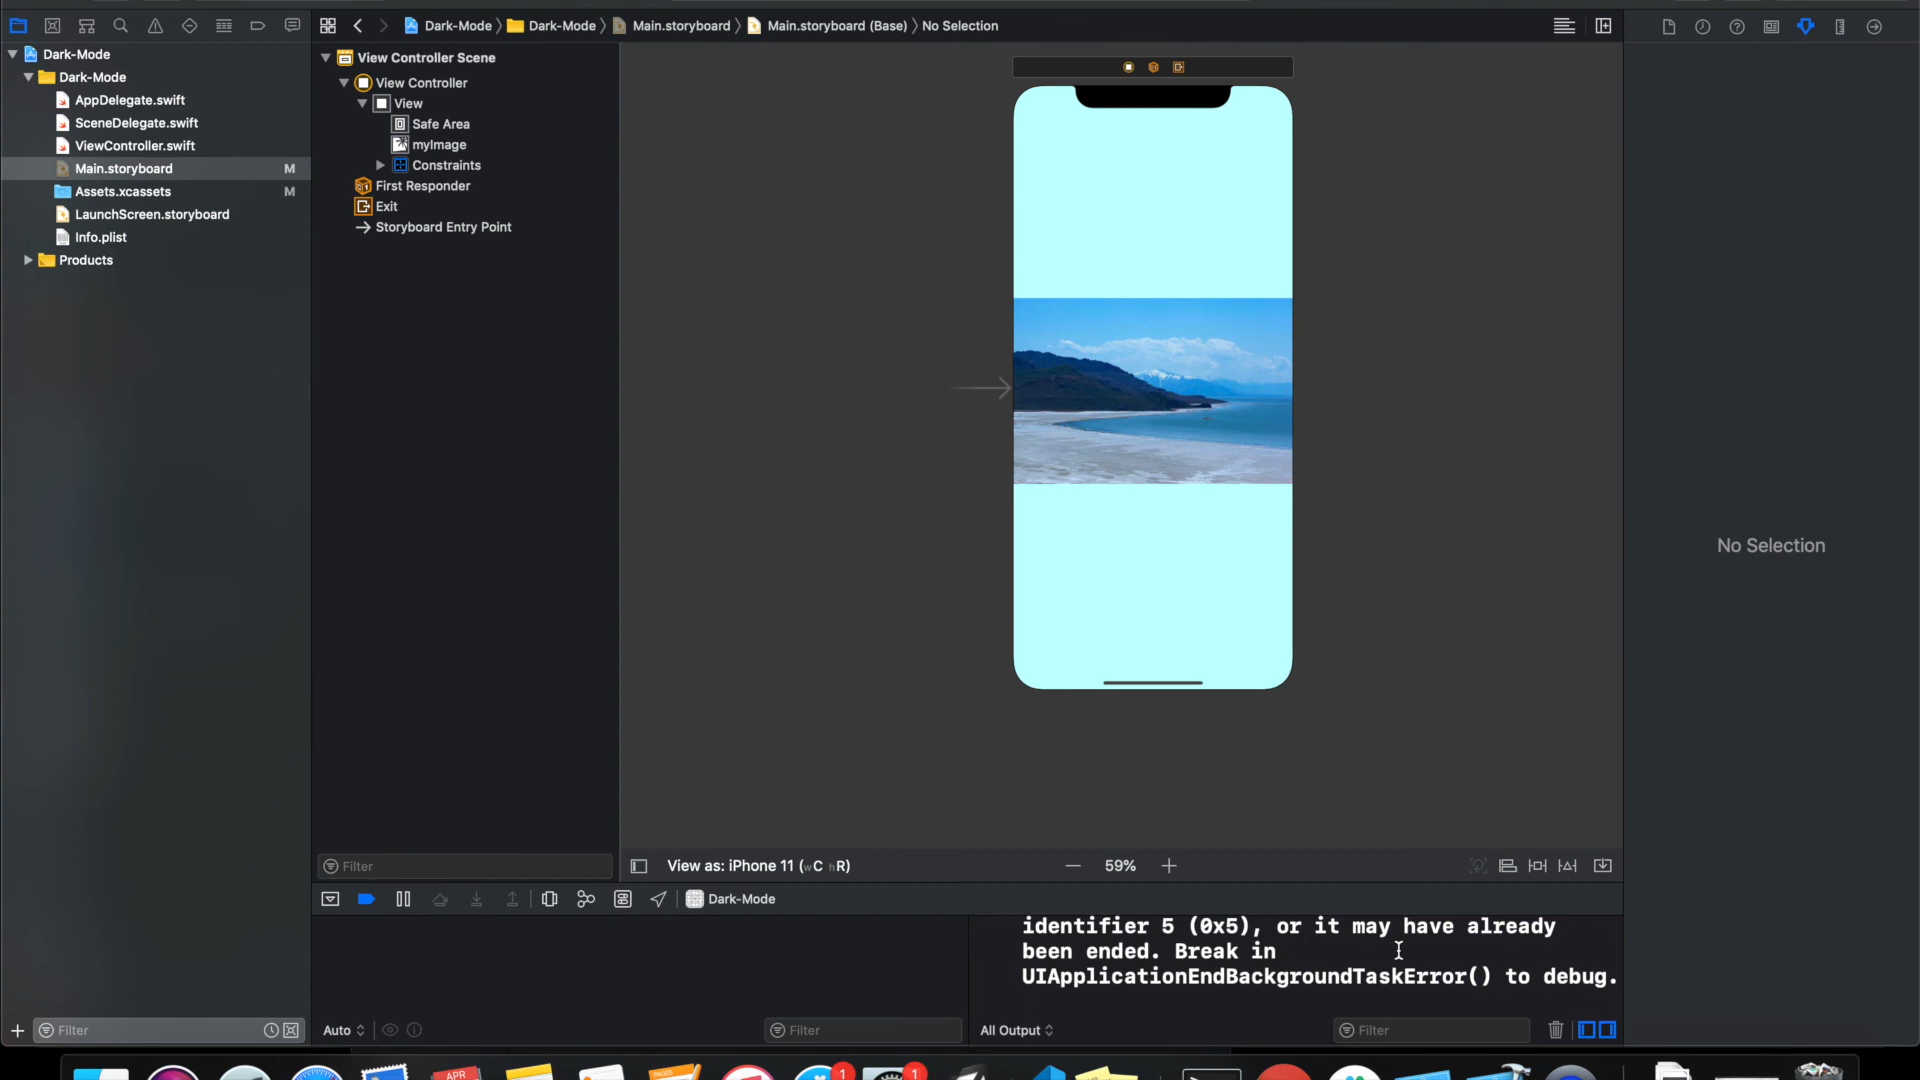 Dark-Mode
Dark-Mode
Main.storyboard
Main.storyboard (Base)
No Selection
Dark-Mode
Dark-Mode
AppDelegate.swift
SceneDelegate.swift
ViewController.swift
Main.storyboard
M
Assets.xcassets
M
LaunchScreen.storyboard
Info.plist
Products
Filter
View Controller Scene
View Controller
View
Safe Area
myImage
Constraints
First Responder
Exit
Storyboard Entry Point
Filter
View as: iPhone 11 (wC hR)
59%
No Selection
Dark-Mode
Auto
Filter
identifier 5 (0x5), or it may have already
been ended. Break in
UIApplicationEndBackgroundTaskError() to debug.
All Output
Filter
APR
PAGES
1
1